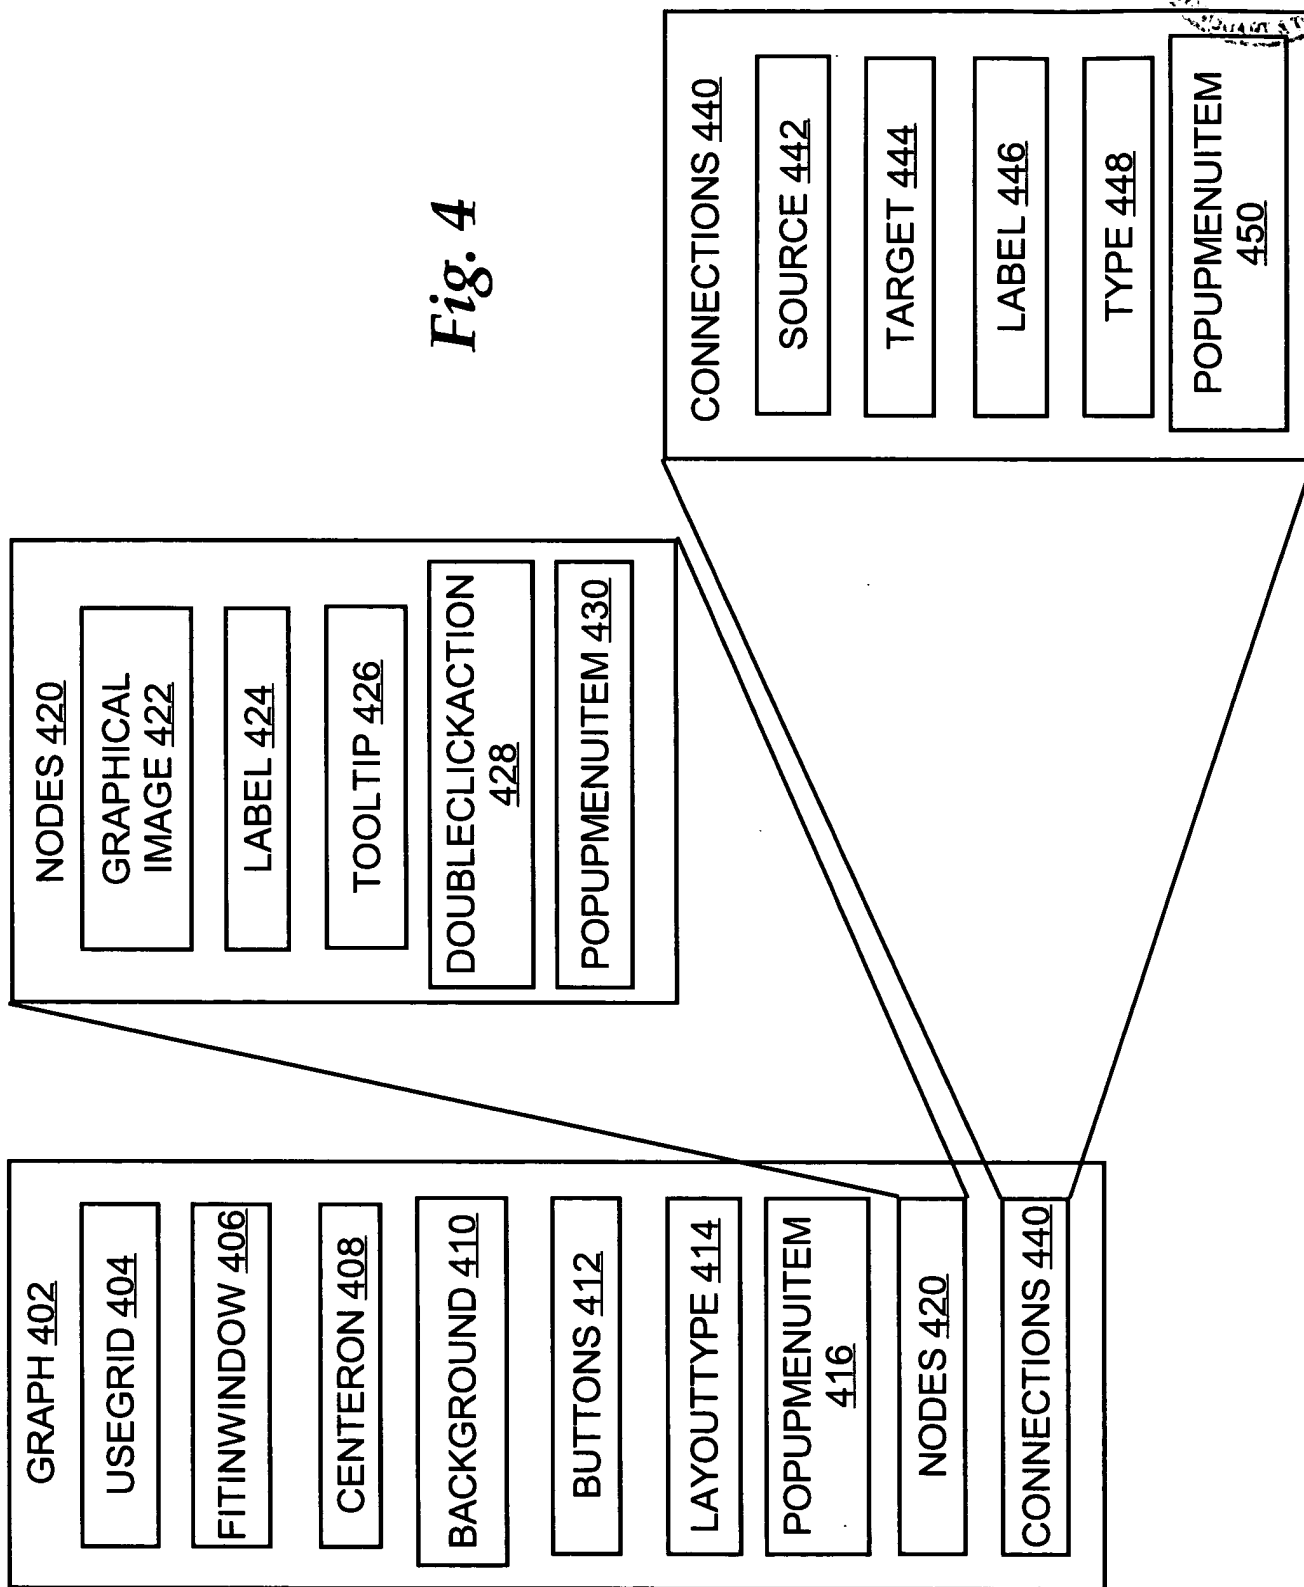 GRAPH 402
USEGRID 404
FITINWINDOW 406
CENTERON 408
BACKGROUND 410
BUTTONS 412
LAYOUTTYPE 414
POPUPMENUITEM
416
NODES 420
CONNECTIONS 440
NODES 420
GRAPHICAL
IMAGE 422
LABEL 424
TOOLTIP 426
DOUBLECLICKACTION
428
POPUPMENUITEM 430
Fig. 4
CONNECTIONS 440
SOURCE 442
TARGET 444
LABEL 446
TYPE 448
POPUPMENUITEM
450